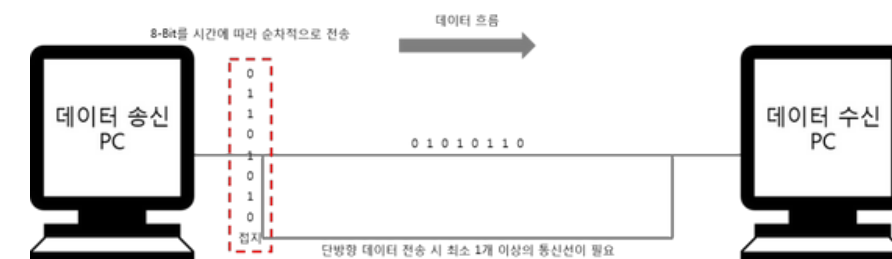 데이터 흐름
8-Bit를 시간에 따라 순차적으로 전송
데이터 송신
PC
0
1
1
0
1
0
1
0
접지
0 1 0 1 0 1 1 0
데이터 수신
PC
단방향 데이터 전송 시 최소 1개 이상의 통신선이 필요